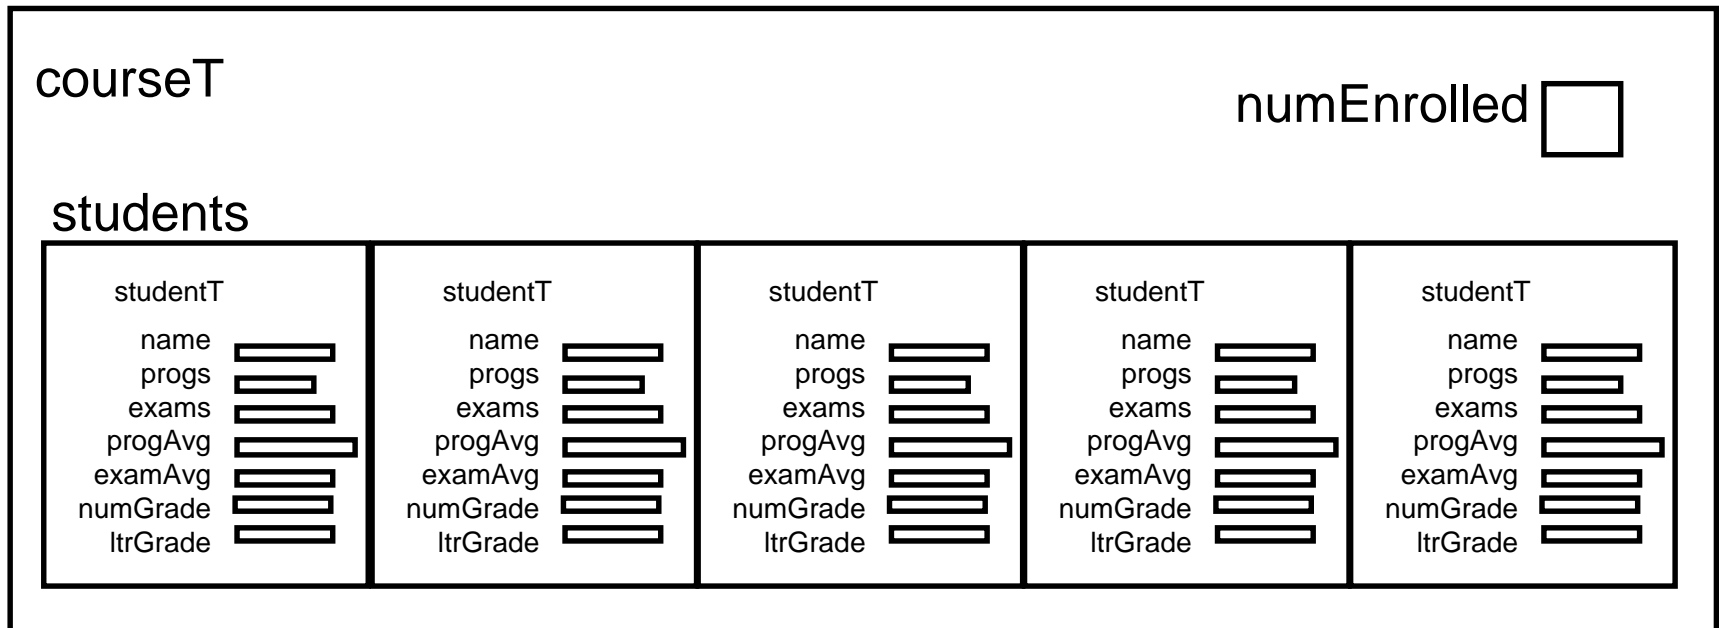 courseT
numEnrolled
students
studentT studentT studentT studentT studentT
name name name name name
progs progs progs progs progs
exams exams exams exams exams
progAvg progAvg progAvg progAvg progAvg
examAvg examAvg examAvg examAvg examAvg
numGrade numGrade numGrade numGrade numGrade
ltrGrade ltrGrade ltrGrade ltrGrade ltrGrade